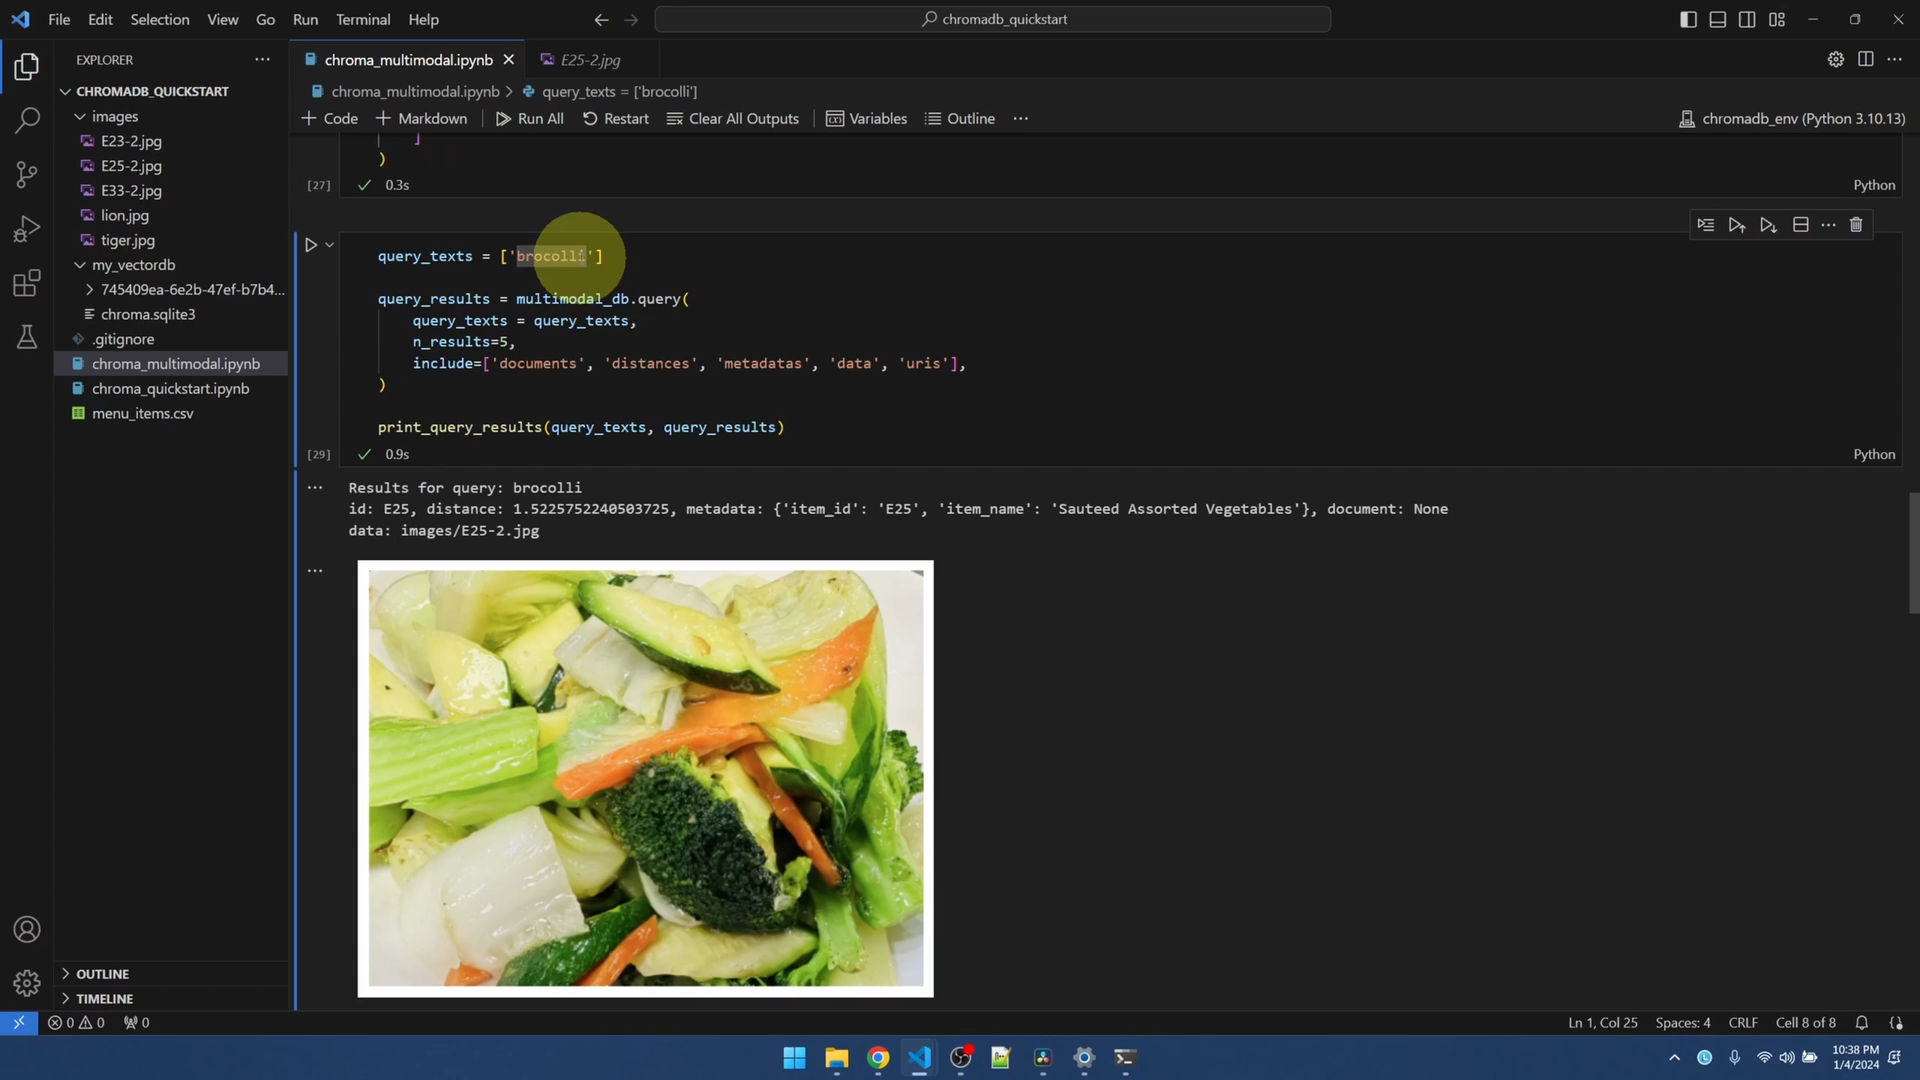 File Edit Selection View Go Run Terminal Help
chromadb_quickstart
EXPLORER
CHROMADB_QUICKSTART
images
E23-2.jpg
E25-2.jpg
E33-2.jpg
lion.jpg
tiger.jpg
my_vectordb
745409ea-6e2b-47ef-b7b4...
chroma.sqlite3
.gitignore
chroma_multimodal.ipynb
chroma_quickstart.ipynb
menu_items.csv
OUTLINE
TIMELINE
chroma_multimodal.ipynb
E25-2.jpg
chroma_multimodal.ipynb > query_texts = ['brocolli']
+ Code + Markdown Run All Restart Clear All Outputs Variables Outline ...
chromadb_env (Python 3.10.13)
]
)
[27] 0.3s Python
query_texts = ['brocolli']
query_results = multimodal_db.query(
query_texts = query_texts,
n_results=5,
include=['documents', 'distances', 'metadatas', 'data', 'uris'],
)
print_query_results(query_texts, query_results)
[29] 0.9s Python
Results for query: brocolli
id: E25, distance: 1.5225752240503725, metadata: {'item_id': 'E25', 'item_name': 'Sauteed Assorted Vegetables'}, document: None
data: images/E25-2.jpg
0 0 0
Ln 1, Col 25 Spaces: 4 CRLF Cell 8 of 8
10:38 PM
1/4/2024